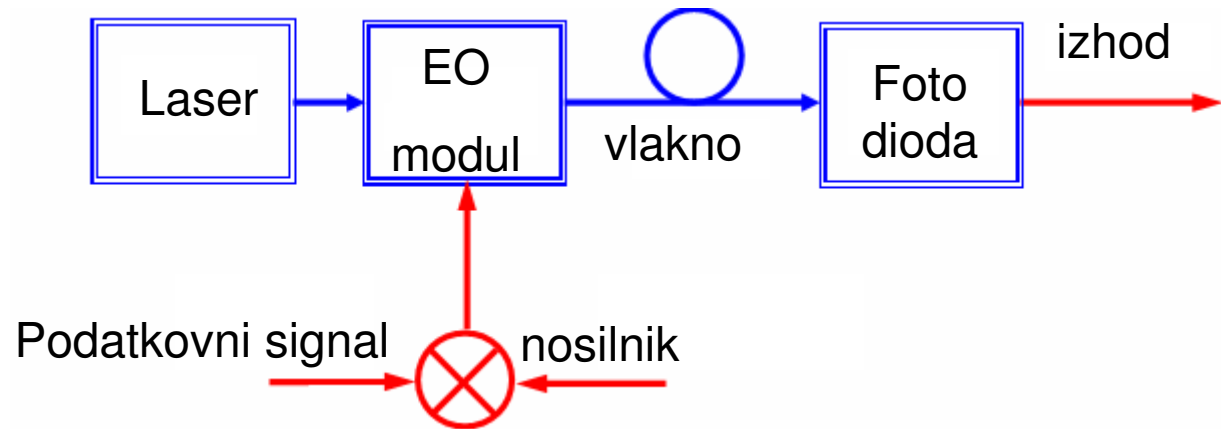 Laser
EO
modul
vlakno
Foto
dioda
izhod
Podatkovni signal
nosilnik